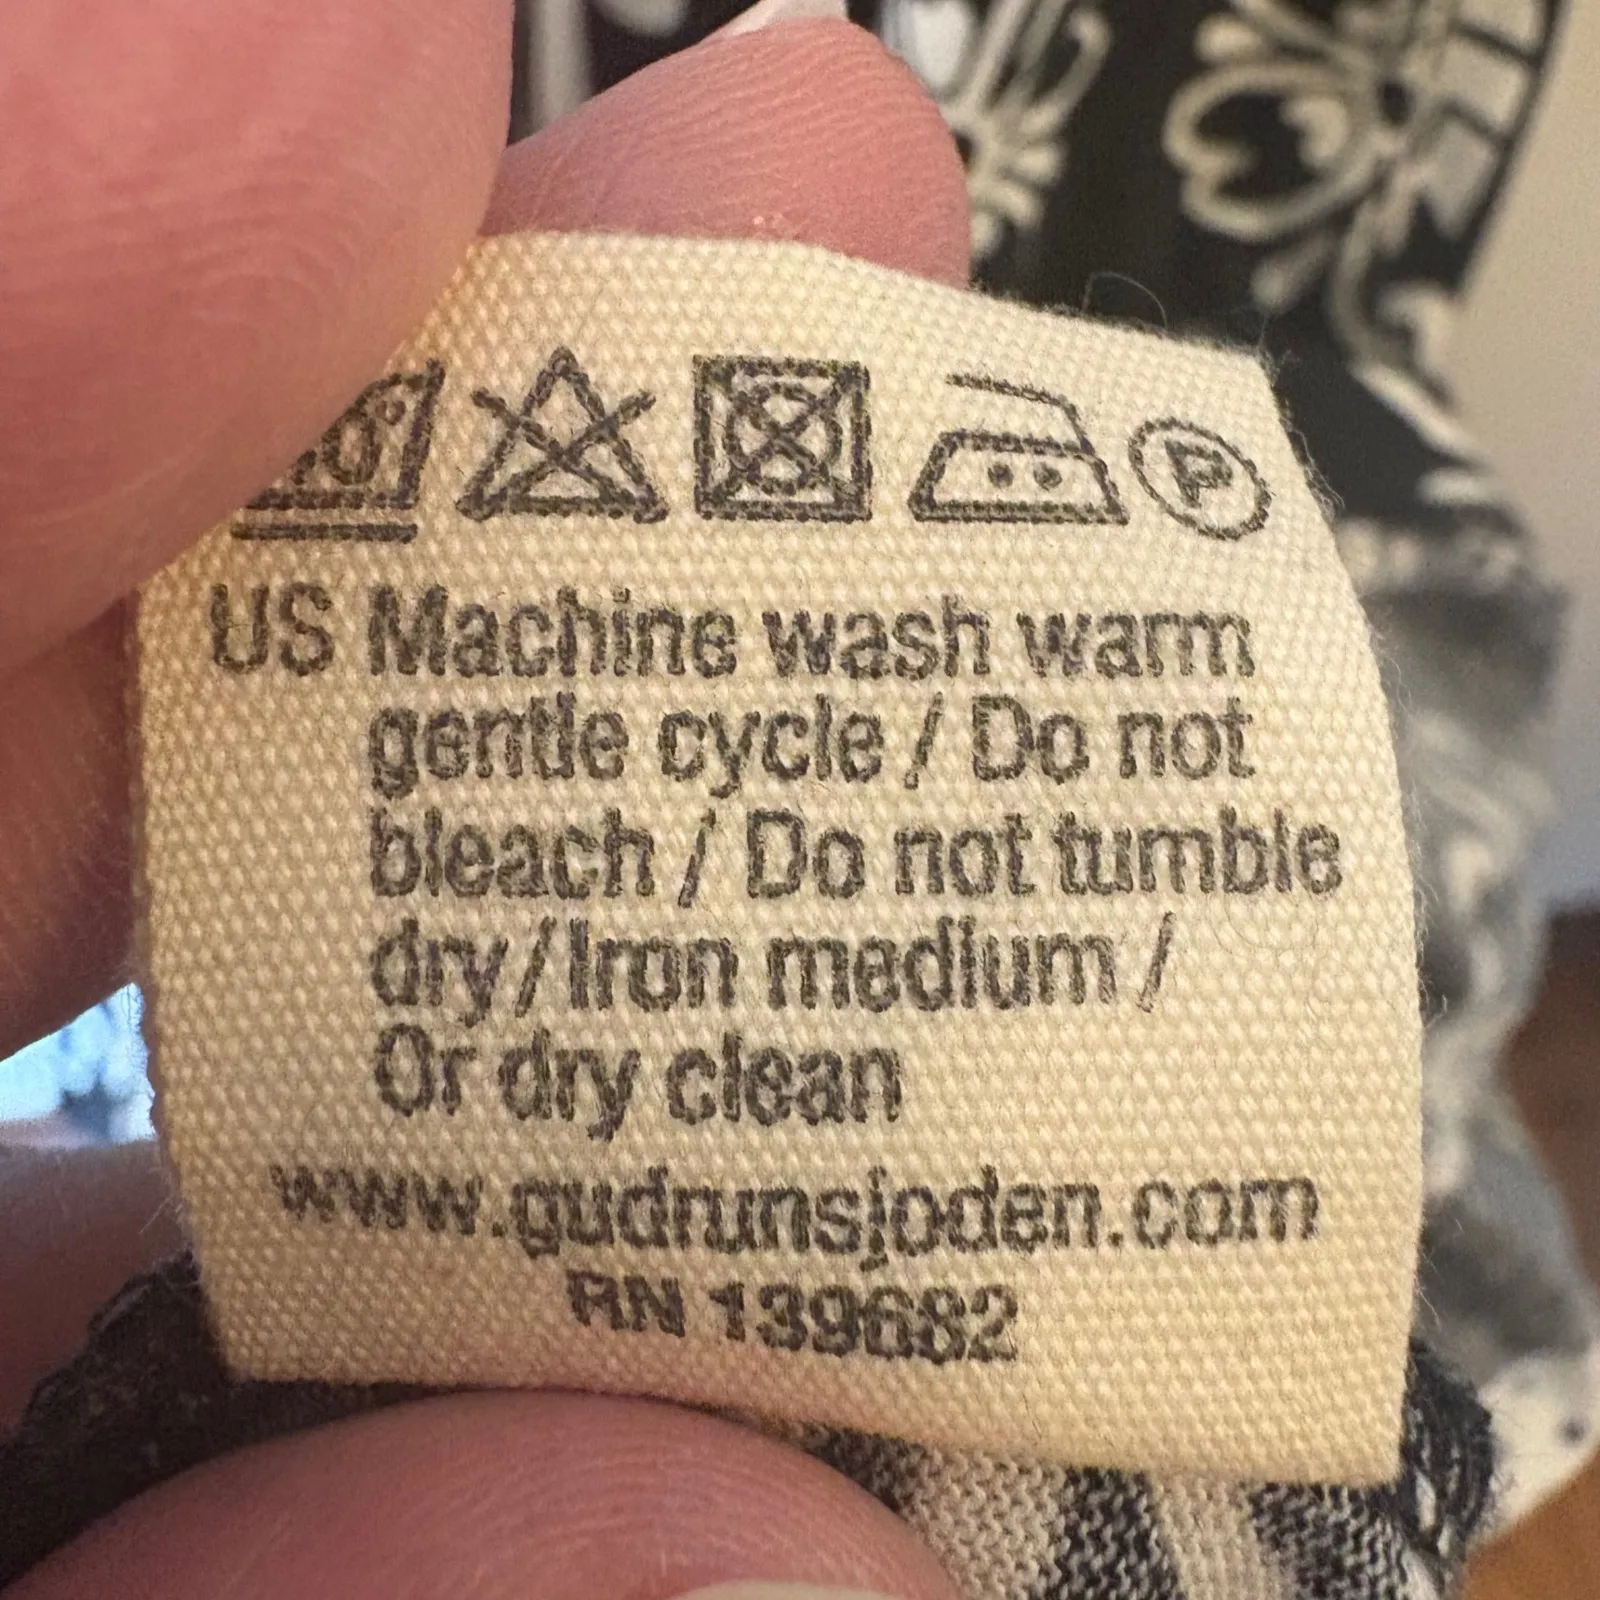 P
US Machine wash warm
gentle cycle / Do not
bleach / Do not tumble
dry / Iron medium /
Or dry clean
www.gudrunsjoden.com
RN 139682